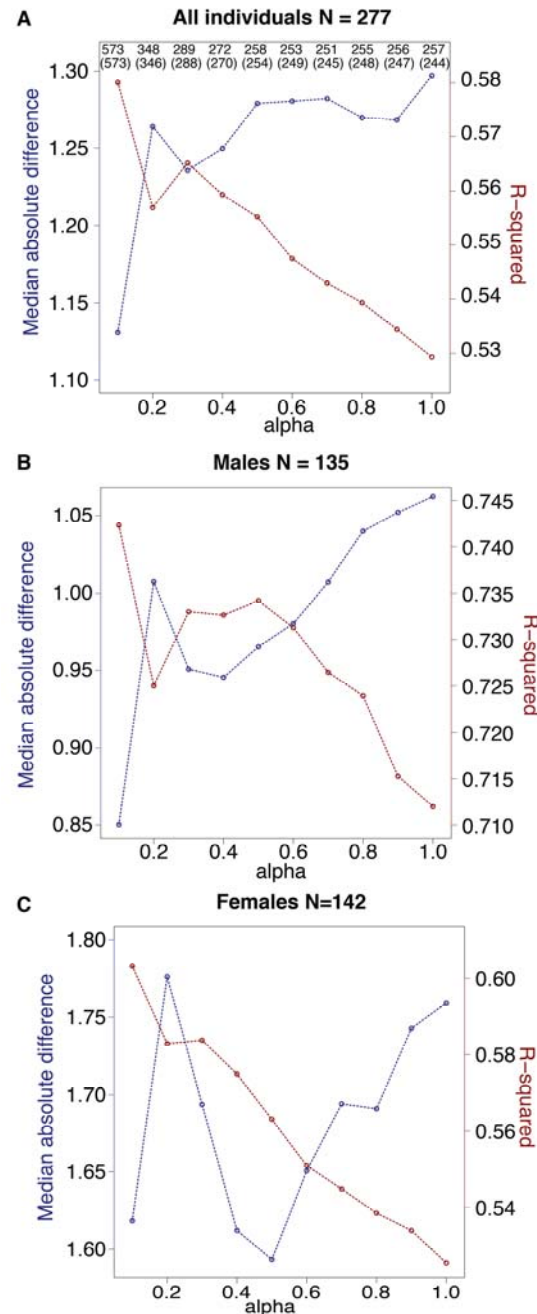 A
All individuals N = 277
573 348 289 272 258 253 251 255 256 257
(573) (346) (288) (270) (254) (249) (245) (248) (247) (244)
1.30
1.25
1.20
1.15
1.10
Median absolute difference
0.58
0.57
0.56
0.55
0.54
0.53
R-squared
0.2 0.4 0.6 0.8 1.0
alpha
B
Males N = 135
1.05
1.00
0.95
0.90
0.85
Median absolute difference
0.745
0.740
0.735
0.730
0.725
0.720
0.715
0.710
R-squared
0.2 0.4 0.6 0.8 1.0
alpha
C
Females N=142
1.80
1.75
1.70
1.65
1.60
Median absolute difference
0.60
0.58
0.56
0.54
R-squared
0.2 0.4 0.6 0.8 1.0
alpha